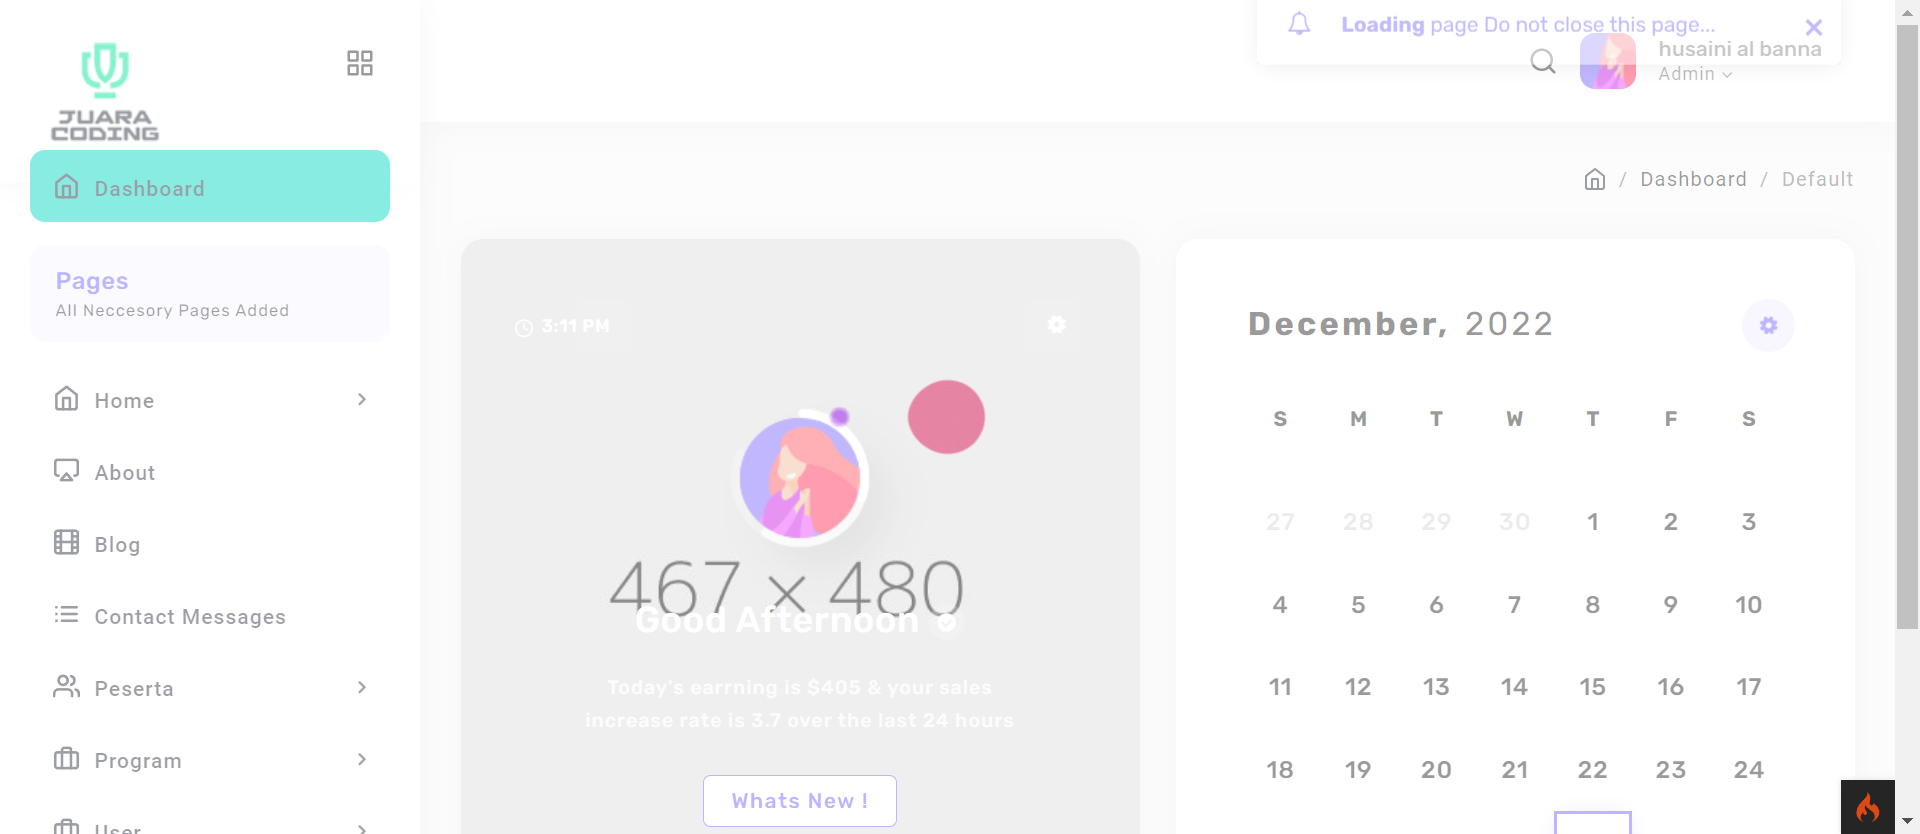 JUARA
CODING
Dashboard
Pages
All Neccesory Pages Added
Home
About
Blog
Contact Messages
Peserta
Program
User
Loading page Do not close this page...
husaini al banna
Admin
/ Dashboard / Default
3:11 PM
467 × 480
Good Afternoon
Today's earrning is $405 & your sales
increase rate is 3.7 over the last 24 hours
Whats New !
December, 2022
S M T W T F S
27 28 29 30 1 2 3
4 5 6 7 8 9 10
11 12 13 14 15 16 17
18 19 20 21 22 23 24